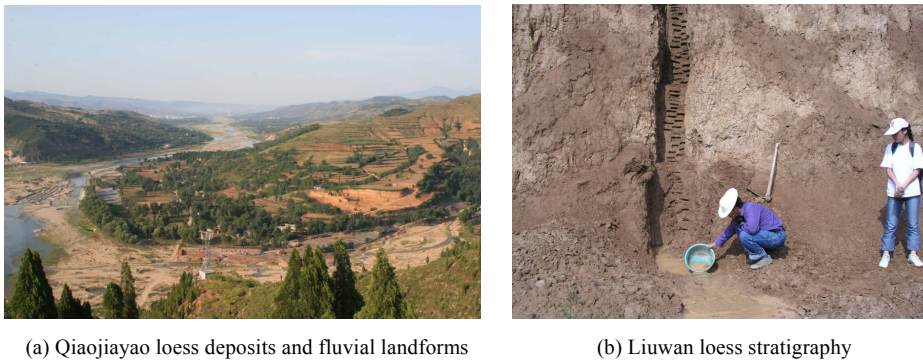 (a) Qiaojiayao loess deposits and fluvial landforms
(b) Liuwan loess stratigraphy